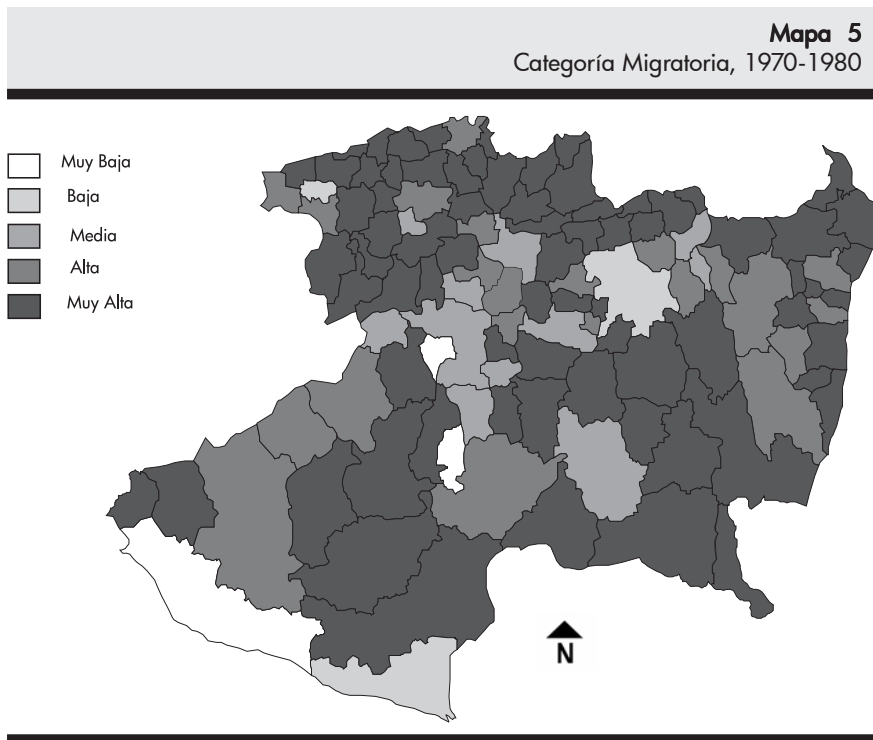 Mapa 5
Categoría Migratoria, 1970-1980
Muy Baja
Baja
Media
Alta
Muy Alta
N